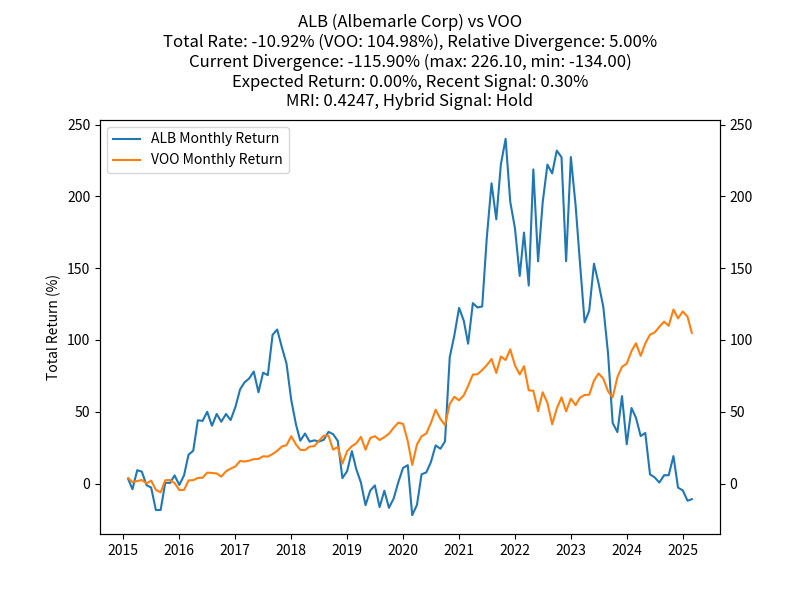 ALB (Albemarle Corp) vs VOO
Total Rate: -10.92% (VOO: 104.98%), Relative Divergence: 5.00%
Current Divergence: -115.90% (max: 226.10, min: -134.00)
Expected Return: 0.00%, Recent Signal: 0.30%
MRI: 0.4247, Hybrid Signal: Hold
ALB Monthly Return
VOO Monthly Return
Total Return (%)
250
200
150
100
50
0
250
200
150
100
50
0
2015 2016 2017 2018 2019 2020 2021 2022 2023 2024 2025